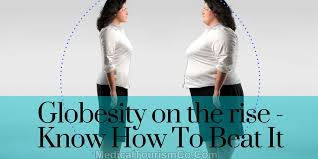 Globesity on the rise -
Know How To Beat It
MedicalTourismCo.Com